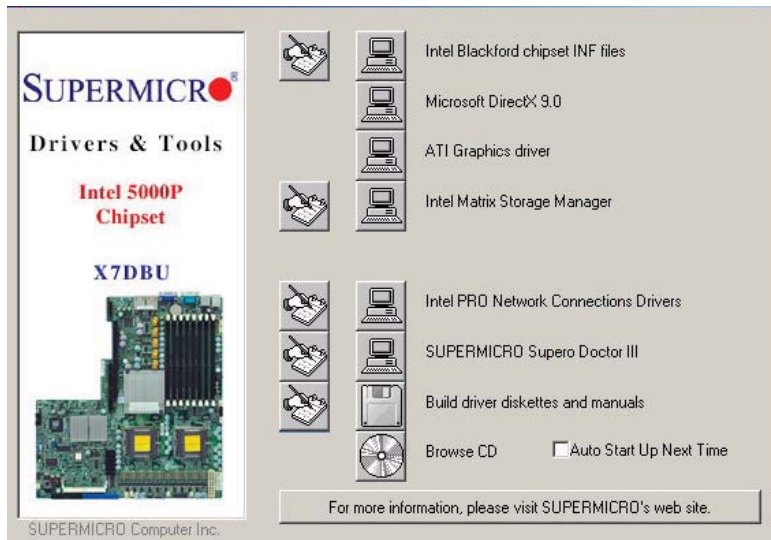 SUPERMICRO®
Drivers & Tools
Intel 5000P
Chipset
X7DBU
SUPERMICRO Computer Inc.
Intel Blackford chipset INF files
Microsoft DirectX 9.0
ATI Graphics driver
Intel Matrix Storage Manager
Intel PRO Network Connections Drivers
SUPERMICRO Supero Doctor III
Build driver diskettes and manuals
Browse CD
Auto Start Up Next Time
For more information, please visit SUPERMICRO's web site.